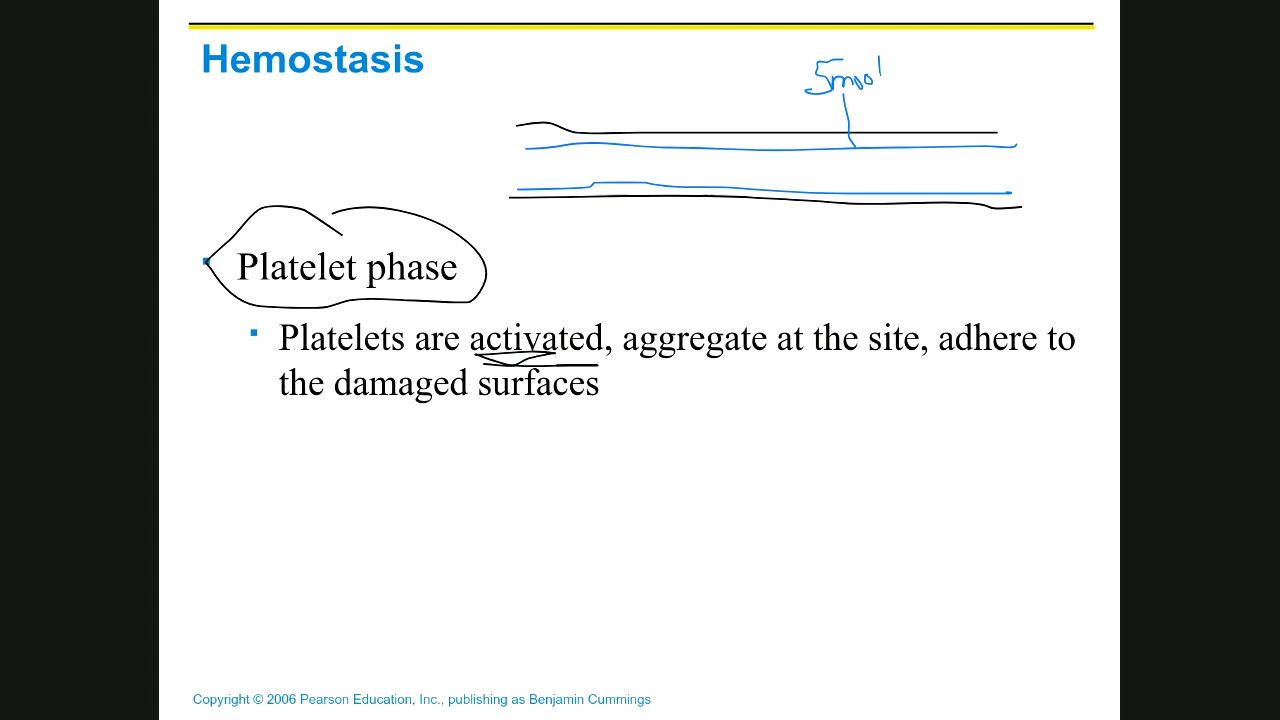 Hemostasis
Smool
Platelet phase
Platelets are activated, aggregate at the site, adhere to
the damaged surfaces
Copyright © 2006 Pearson Education, Inc., publishing as Benjamin Cummings